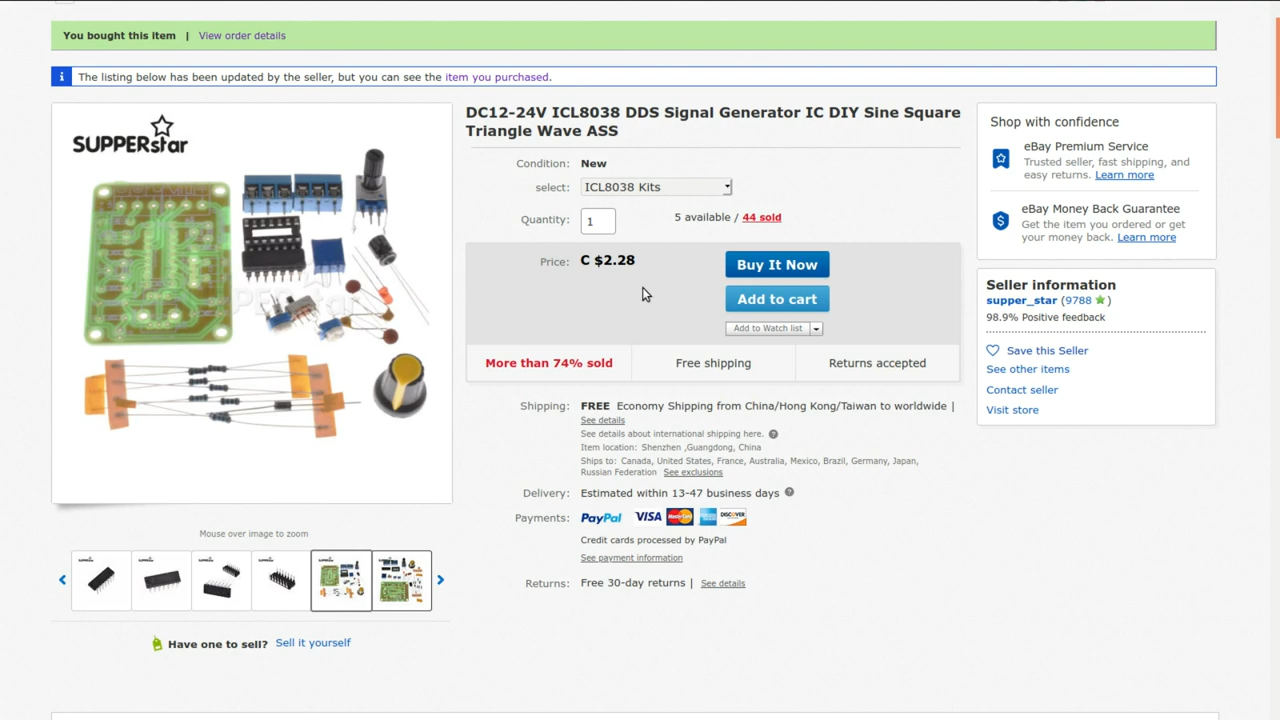 You bought this item | View order details
i The listing below has been updated by the seller, but you can see the item you purchased.
SUPPERstar
DC12-24V ICL8038 DDS Signal Generator IC DIY Sine Square
Triangle Wave ASS
Condition: New
select: ICL8038 Kits
Quantity: 1
5 available / 44 sold
Price: C $2.28
Buy It Now
Add to cart
Add to Watch list
More than 74% sold
Free shipping
Returns accepted
Shipping: FREE Economy Shipping from China/Hong Kong/Taiwan to worldwide |
See details
See details about international shipping here. ?
Item location: Shenzhen ,Guangdong, China
Ships to: Canada, United States, France, Australia, Mexico, Brazil, Germany, Japan,
Russian Federation See exclusions
Delivery: Estimated within 13-47 business days ?
Payments: PayPal VISA MasterCard DISCOVER
Credit cards processed by PayPal
See payment information
Returns: Free 30-day returns | See details
Mouse over image to zoom
Have one to sell? Sell it yourself
Shop with confidence
eBay Premium Service
Trusted seller, fast shipping, and
easy returns. Learn more
eBay Money Back Guarantee
Get the item you ordered or get
your money back. Learn more
Seller information
supper_star (9788 )
98.9% Positive feedback
Save this Seller
See other items
Contact seller
Visit store